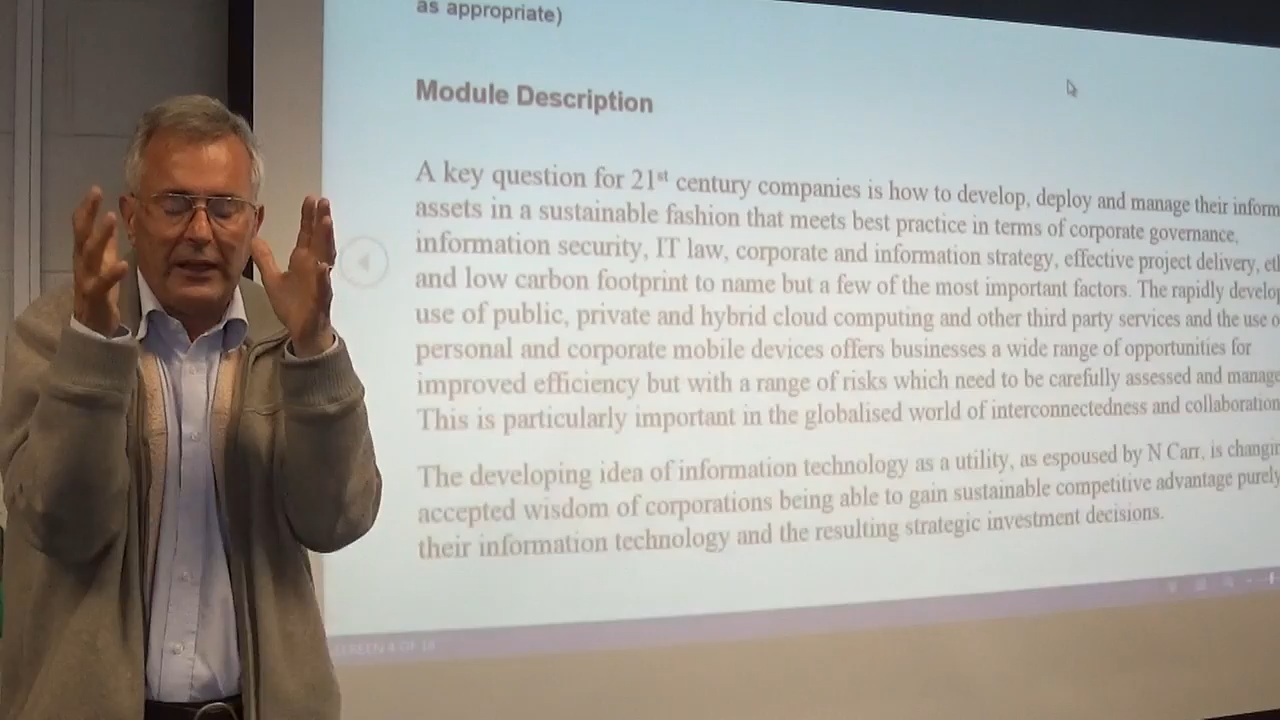 as appropriate)
Module Description
A key question for 21st century companies is how to develop, deploy and manage their inform
assets in a sustainable fashion that meets best practice in terms of corporate governance,
information security, IT law, corporate and information strategy, effective project delivery, eth
and low carbon footprint to name but a few of the most important factors. The rapidly develop
use of public, private and hybrid cloud computing and other third party services and the use o
personal and corporate mobile devices offers businesses a wide range of opportunities for
improved efficiency but with a range of risks which need to be carefully assessed and manage
This is particularly important in the globalised world of interconnectedness and collaboration
The developing idea of information technology as a utility, as espoused by N Carr, is changin
accepted wisdom of corporations being able to gain sustainable competitive advantage purely
their information technology and the resulting strategic investment decisions.
SCREEN 4 OF 18